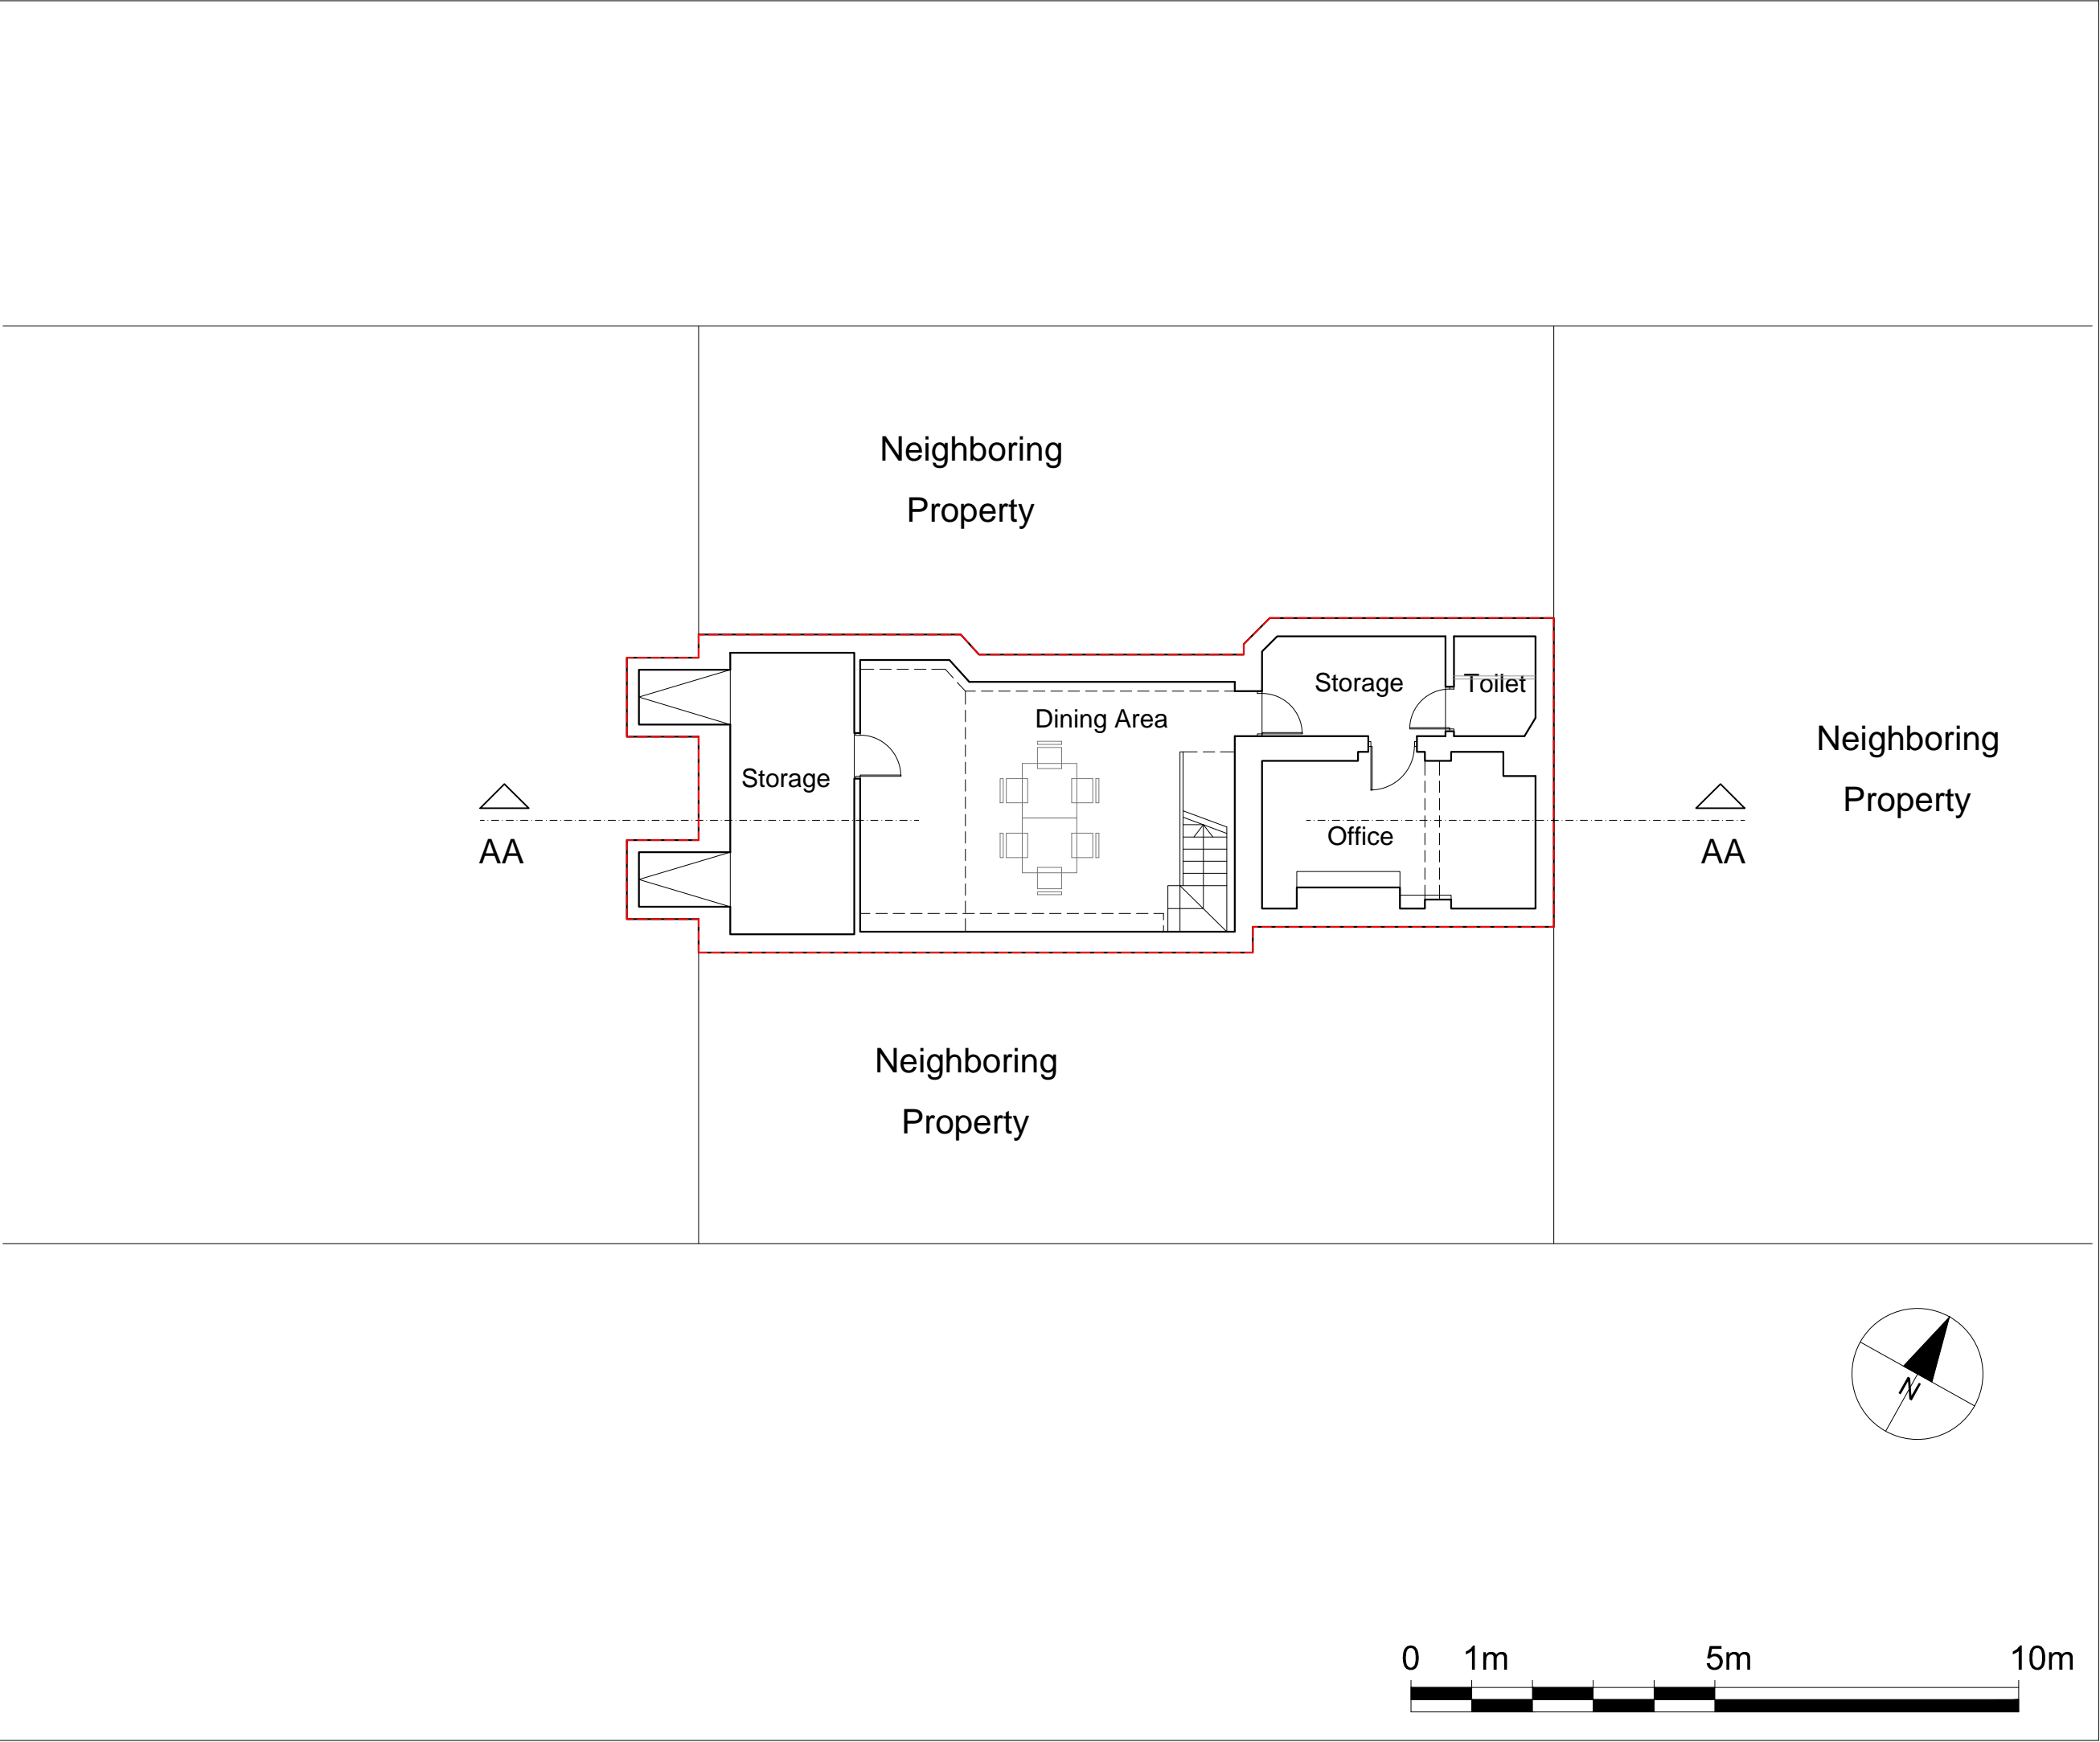 Neighboring
Property
Storage
Toilet
Dining Area
Neighboring
Property
Storage
Office
AA
AA
Neighboring
Property
N
0 1m 5m 10m